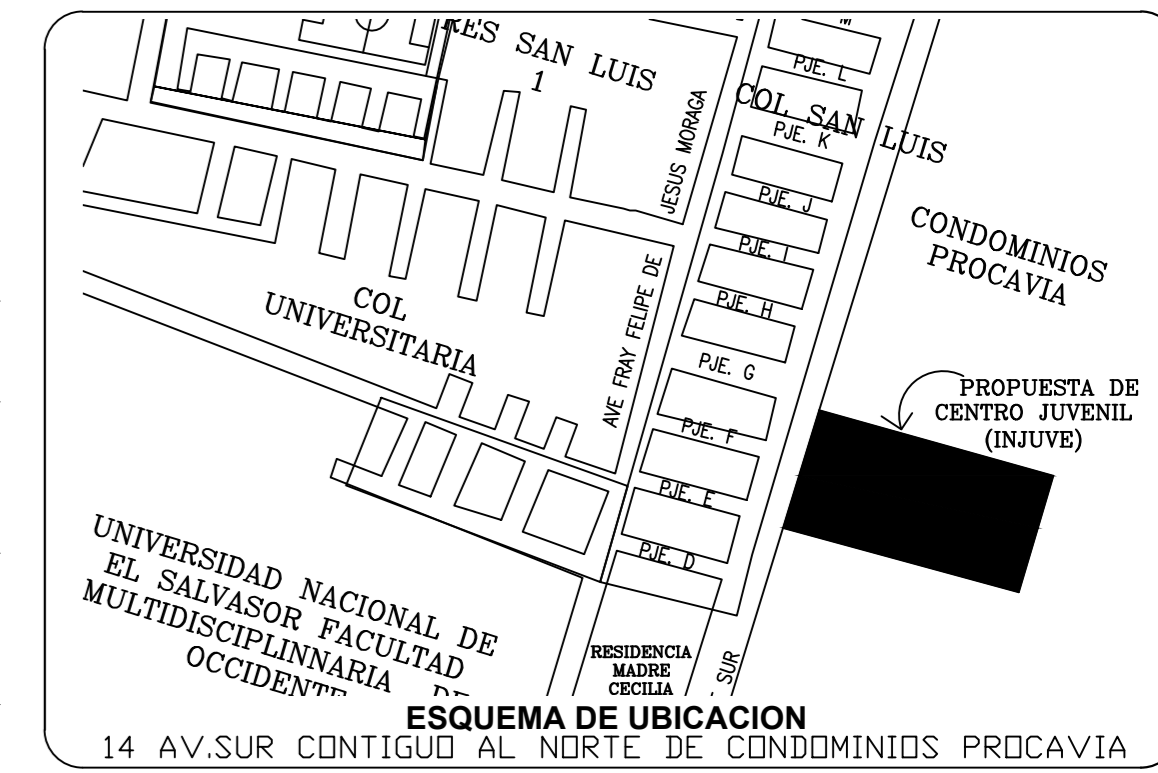 RES SAN LUIS
1
JESUS MORAGA
M
PJE. L
COL SAN LUIS
PJE. K
PJE. J
PJE. I
PJE. H
PJE. G
PJE. F
PJE. E
PJE. D
CONDOMINIOS
PROCAVIA
COL
UNIVERSITARIA
AVE FRAY FELIPE DE
PROPUESTA DE
CENTRO JUVENIL
(INJUVE)
UNIVERSIDAD NACIONAL DE
EL SALVASOR FACULTAD
MULTIDISCIPLINNARIA DE
OCCIDENTE
RESIDENCIA
MADRE
CECILIA
SUR
ESQUEMA DE UBICACION
14 AV.SUR CONTIGUO AL NORTE DE CONDOMINIOS PROCAVIA